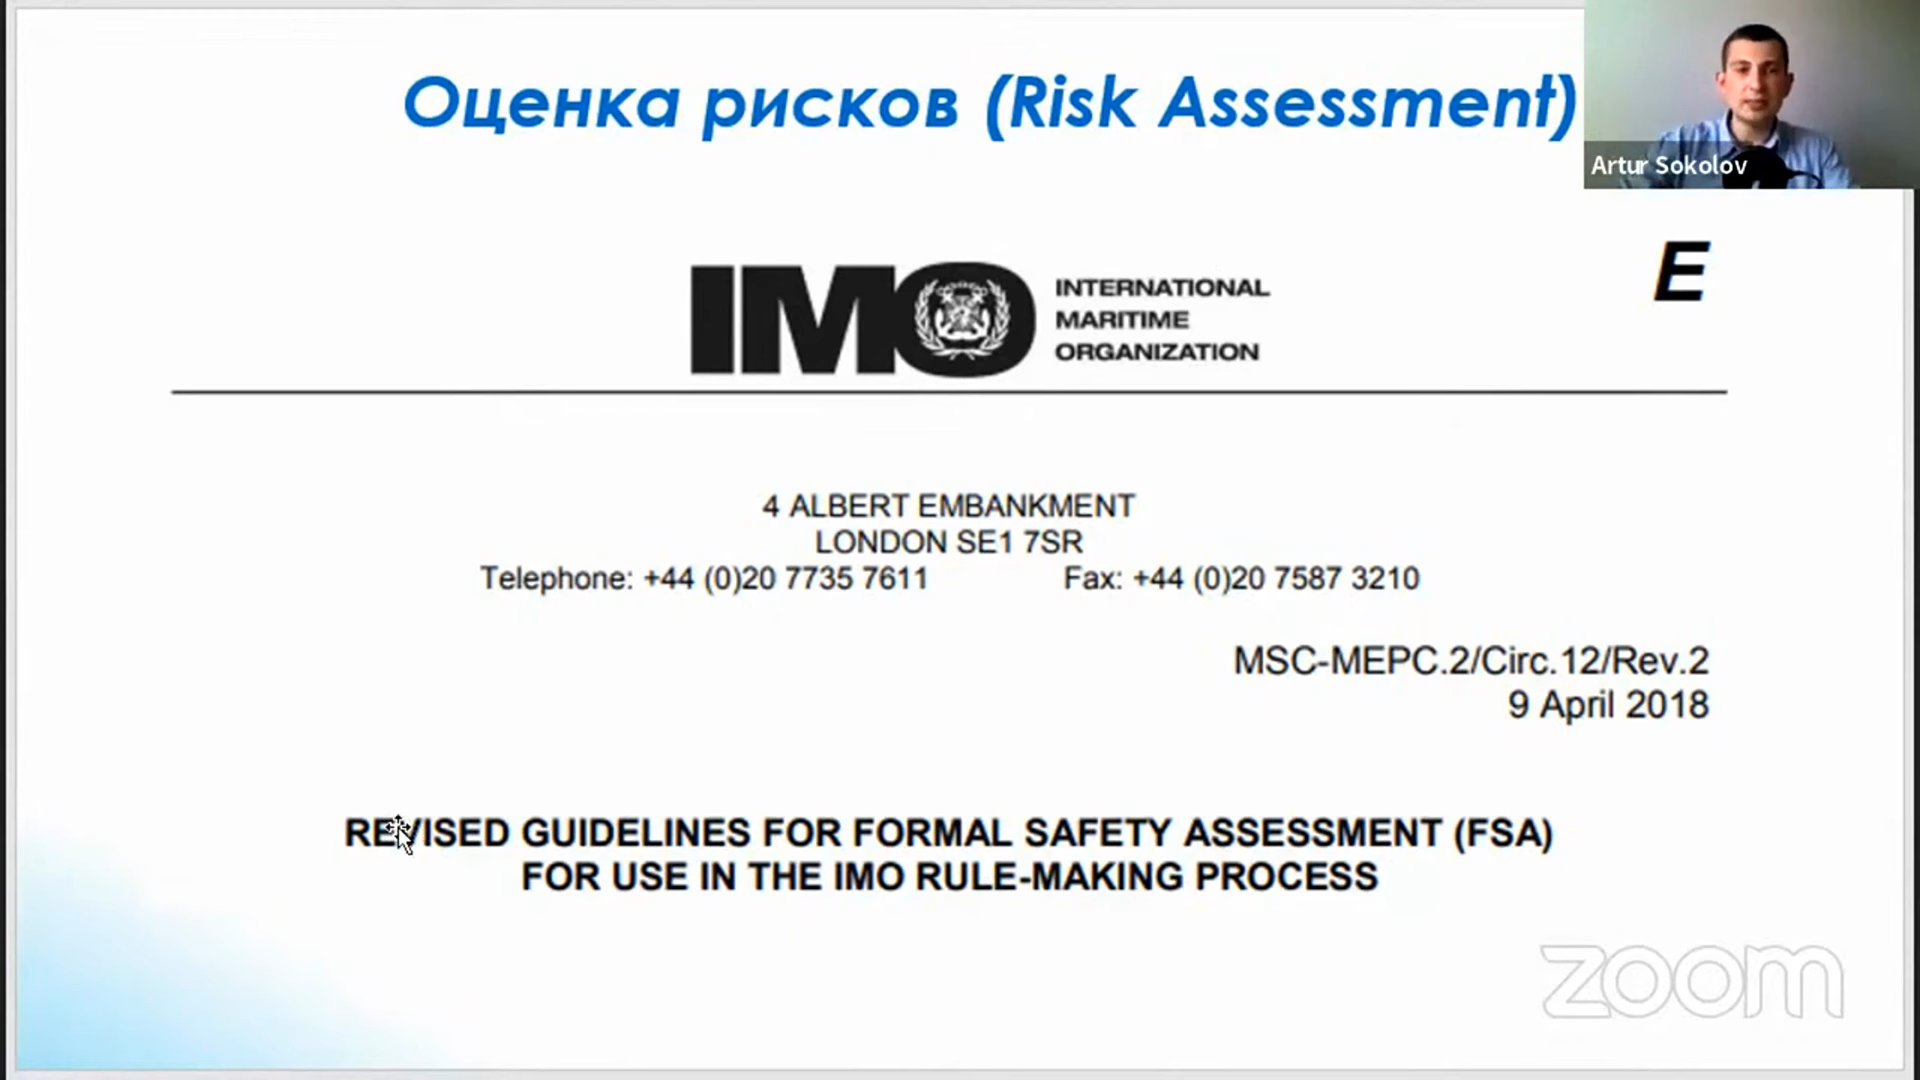 Оценка рисков (Risk Assessment)
Artur Sokolov
E
IMO
INTERNATIONAL
MARITIME
ORGANIZATION
4 ALBERT EMBANKMENT
LONDON SE1 7SR
Telephone: +44 (0)20 7735 7611 Fax: +44 (0)20 7587 3210
MSC-MEPC.2/Circ.12/Rev.2
9 April 2018
REVISED GUIDELINES FOR FORMAL SAFETY ASSESSMENT (FSA)
FOR USE IN THE IMO RULE-MAKING PROCESS
zoom